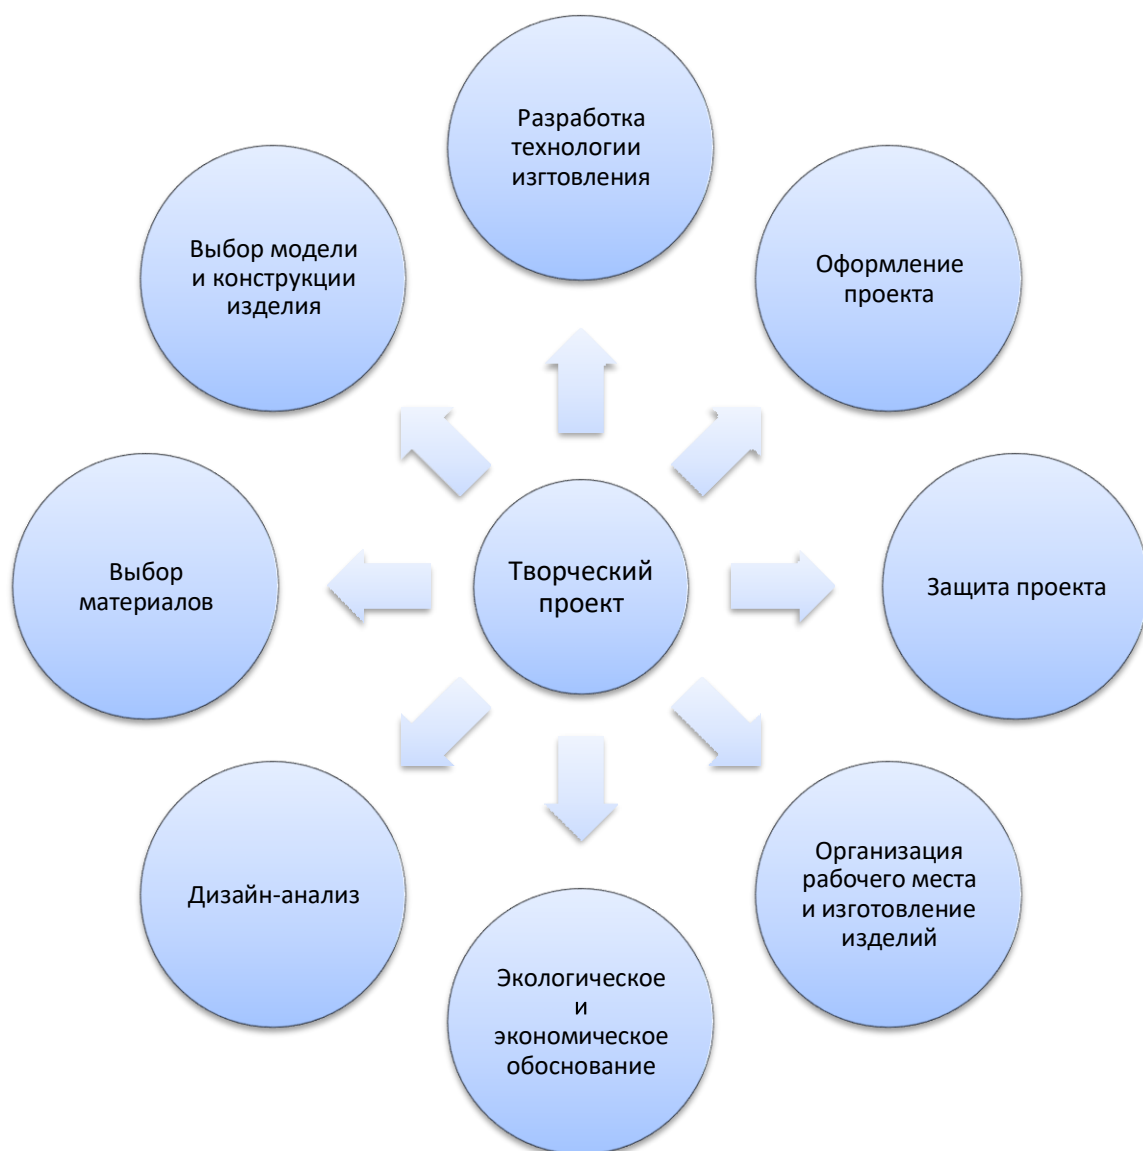 Разработка
технологии
изгтовления
Выбор модели
и конструкции
изделия
Оформление
проекта
Выбор
материалов
Творческий
проект
Защита проекта
Дизайн-анализ
Организация
рабочего места
и изготовление
изделий
Экологическое
и
экономическое
обоснование